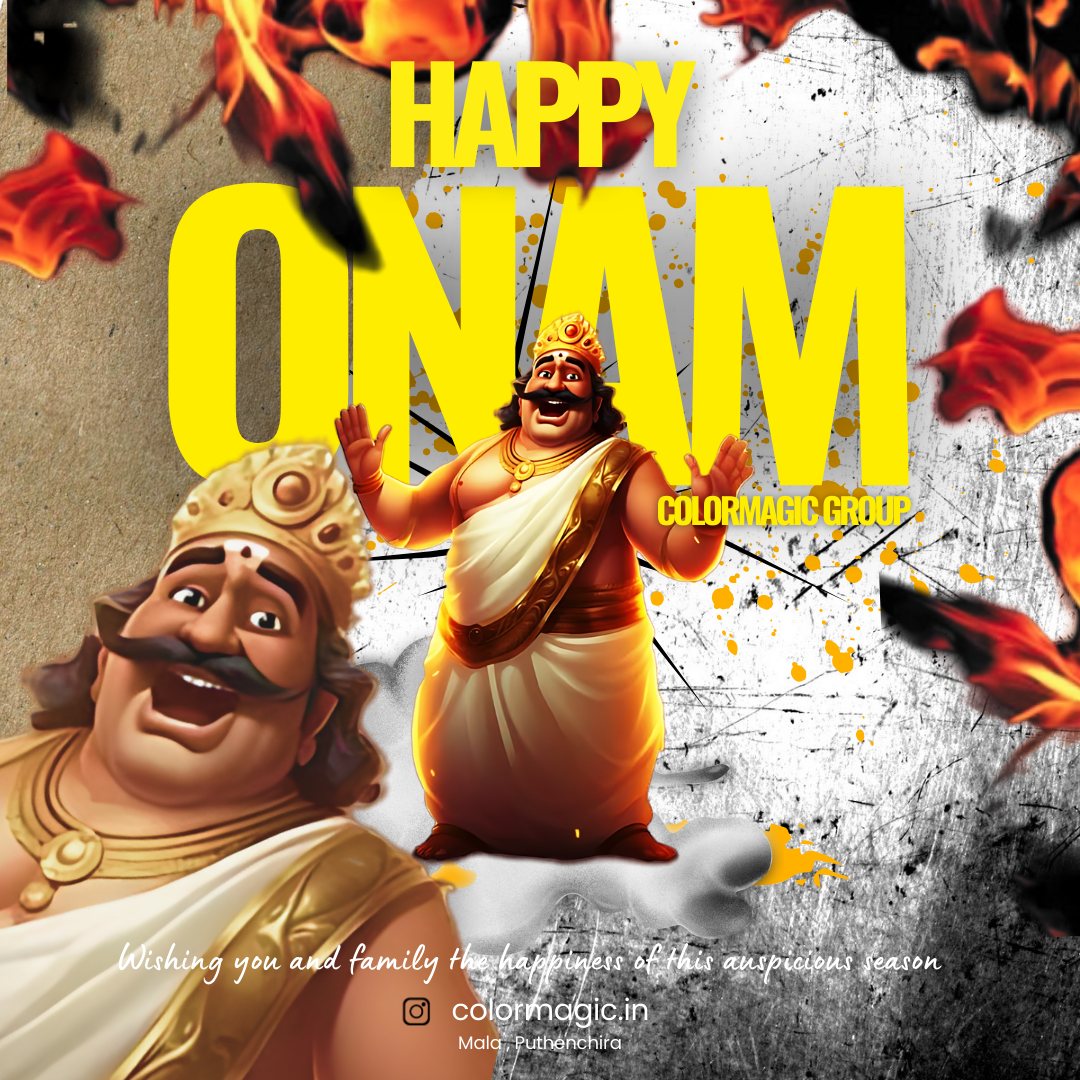 HAPPY
ONAM
COLORMAGIC GROUP
Wishing you and family the happiness of this auspicious season
colormagic.in
Mala , Puthenchira